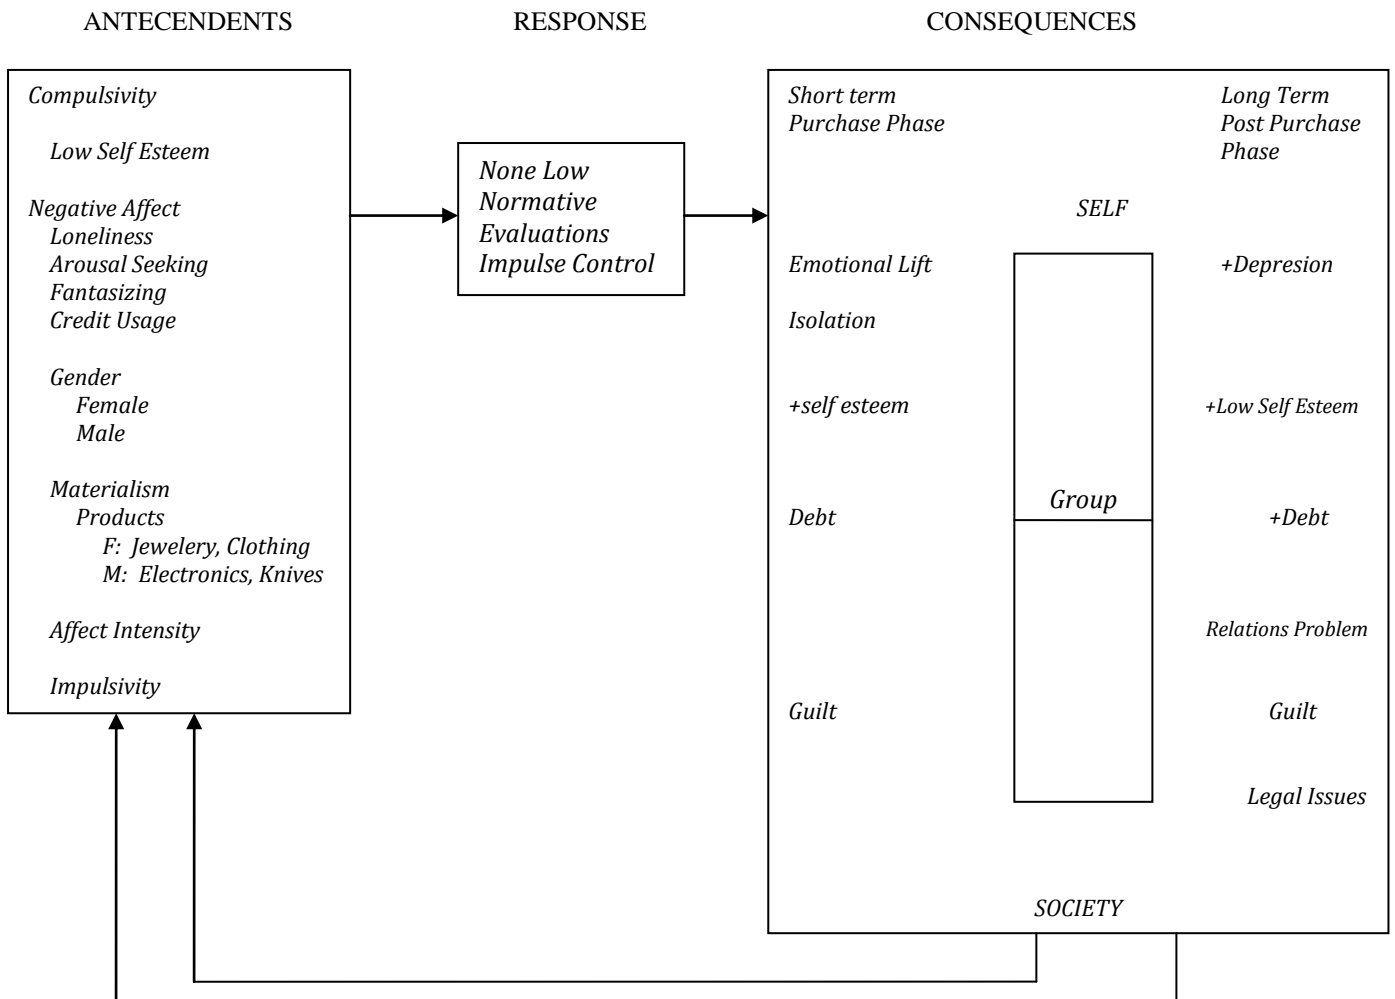 ANTECENDENTS
RESPONSE
CONSEQUENCES
Compulsivity
Low Self Esteem
Negative Affect
Loneliness
Arousal Seeking
Fantasizing
Credit Usage
Gender
Female
Male
Materialism
Products
F: Jewelery, Clothing
M: Electronics, Knives
Affect Intensity
Impulsivity
None Low
Normative
Evaluations
Impulse Control
Short term
Purchase Phase
Long Term
Post Purchase
Phase
SELF
Emotional Lift
+Depresion
Isolation
+self esteem
+Low Self Esteem
Group
Debt
+Debt
Relations Problem
Guilt
Guilt
Legal Issues
SOCIETY